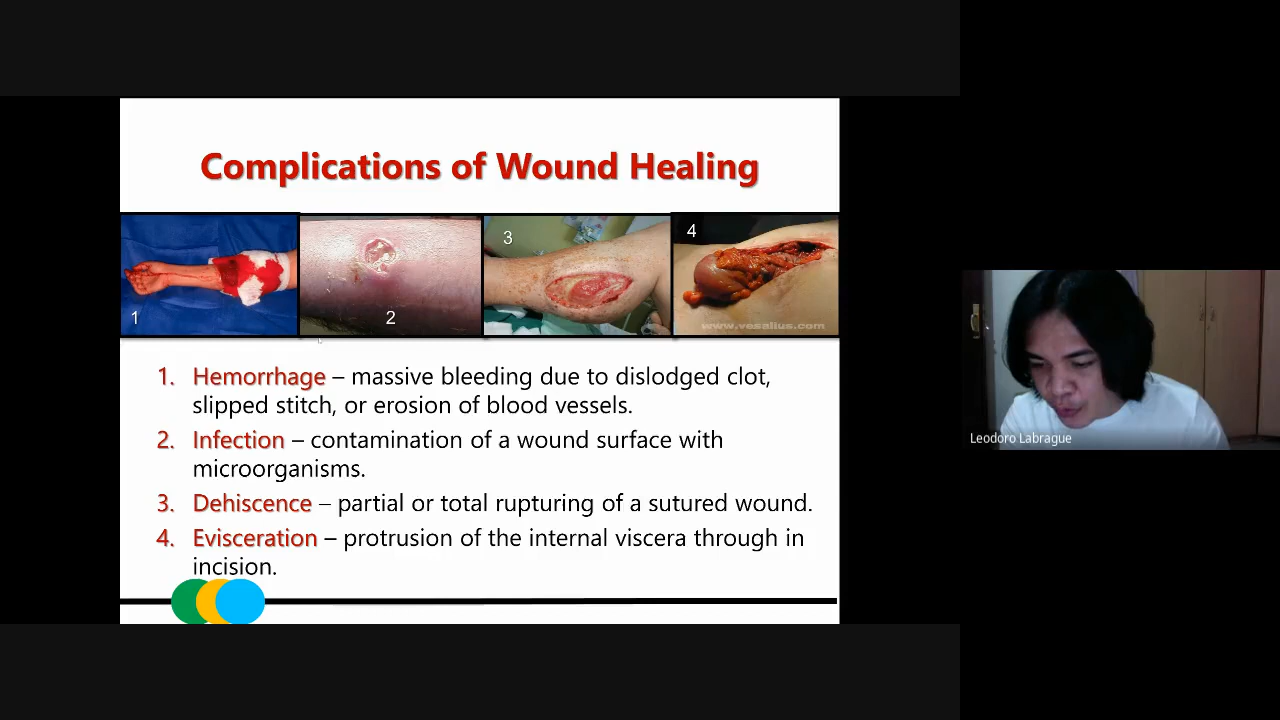 Complications of Wound Healing
1
2
3
4
www.vesalius.com
1. Hemorrhage – massive bleeding due to dislodged clot,
slipped stitch, or erosion of blood vessels.
2. Infection – contamination of a wound surface with
microorganisms.
3. Dehiscence – partial or total rupturing of a sutured wound.
4. Evisceration – protrusion of the internal viscera through in
incision.
Leodoro Labrague